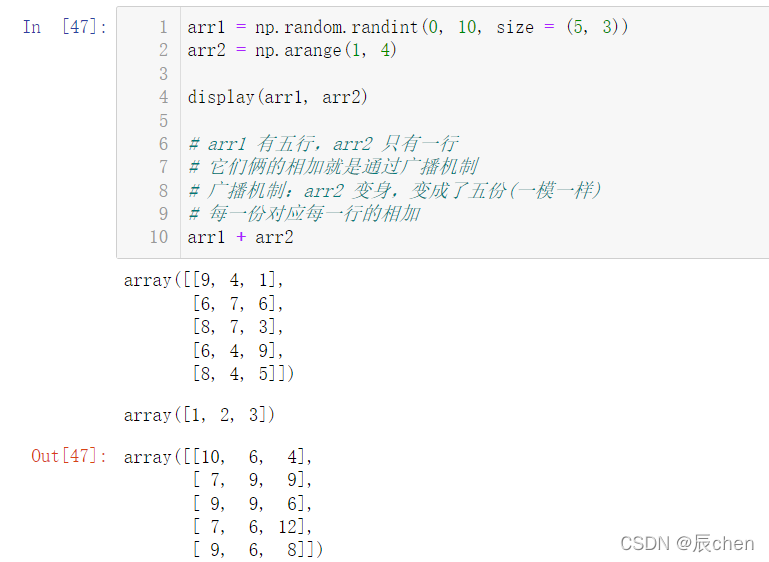 In [47]:
1 arr1 = np.random.randint(0, 10, size = (5, 3))
2 arr2 = np.arange(1, 4)
3
4 display(arr1, arr2)
5
6 # arr1 有五行，arr2 只有一行
7 # 它们俩的相加就是通过广播机制
8 # 广播机制：arr2 变身，变成了五份(一模一样)
9 # 每一份对应每一行的相加
10 arr1 + arr2
array([[9, 4, 1],
[6, 7, 6],
[8, 7, 3],
[6, 4, 9],
[8, 4, 5]])
array([1, 2, 3])
Out[47]: array([[10, 6, 4],
[ 7, 9, 9],
[ 9, 9, 6],
[ 7, 6, 12],
[ 9, 6, 8]])
CSDN @辰chen